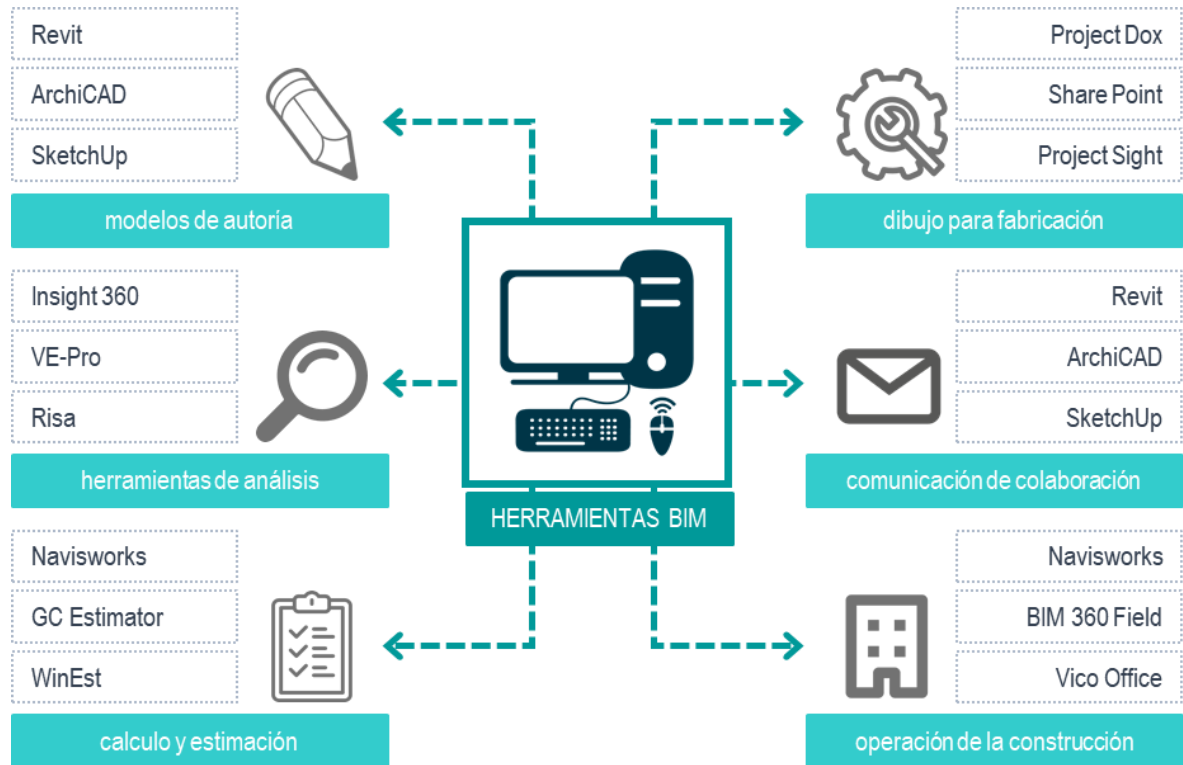 Revit
ArchiCAD
SketchUp
modelos de autoría
Insight 360
VE-Pro
Risa
herramientas de análisis
Navisworks
GC Estimator
WinEst
calculo y estimación
HERRAMIENTAS BIM
Project Dox
Share Point
Project Sight
dibujo para fabricación
Revit
ArchiCAD
SketchUp
comunicación de colaboración
Navisworks
BIM 360 Field
Vico Office
operación de la construcción